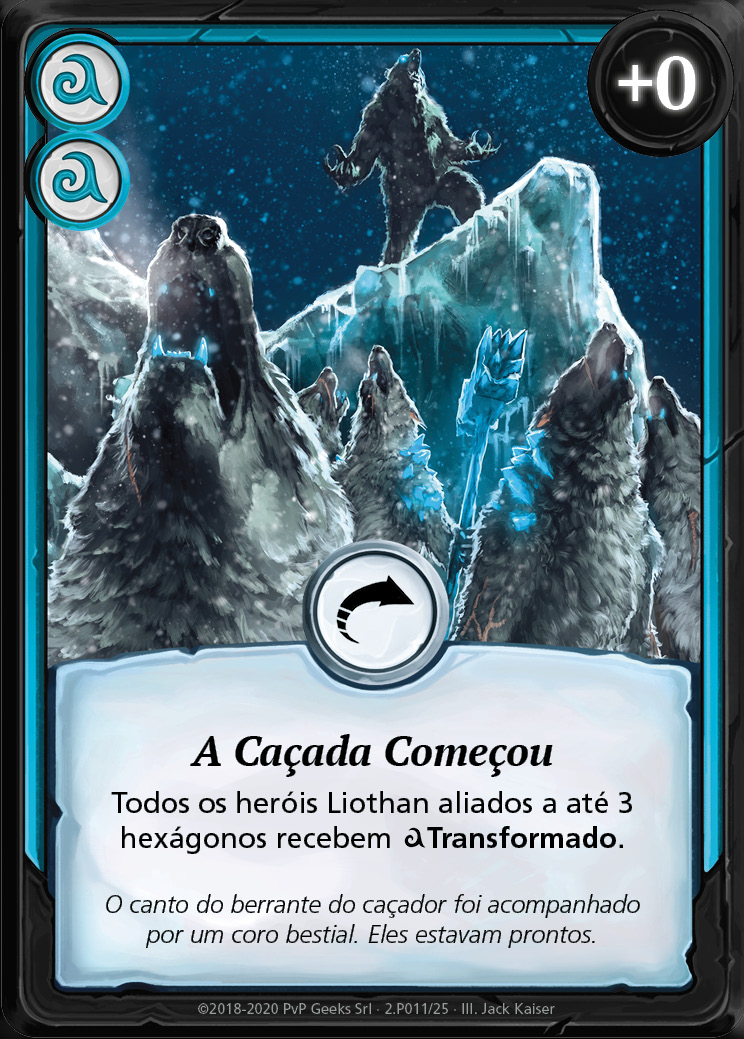 +0
A Caçada Começou
Todos os heróis Liothan aliados a até 3
hexágonos recebem Transformado.
O canto do berrante do caçador foi acompanhado
por um coro bestial. Eles estavam prontos.
©2018-2020 PvP Geeks Srl · 2.P011/25 · Ill. Jack Kaiser